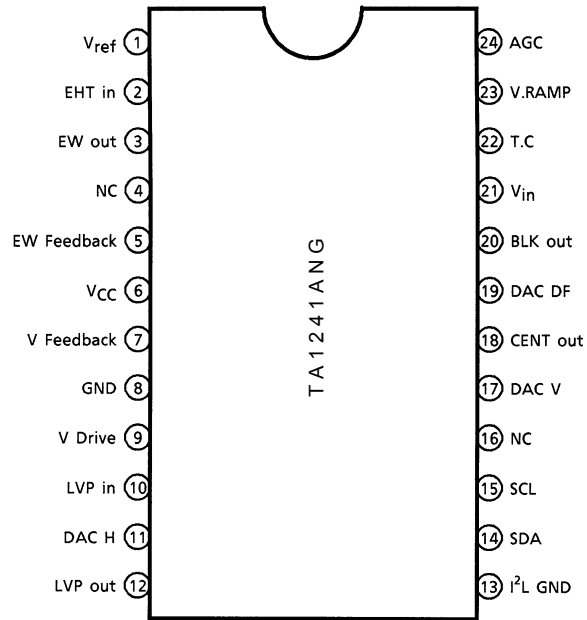 Vref 1
EHT in 2
EW out 3
NC 4
EW Feedback 5
VCC 6
V Feedback 7
GND 8
V Drive 9
LVP in 10
DAC H 11
LVP out 12
TA1241ANG
24 AGC
23 V.RAMP
22 T.C
21 Vin
20 BLK out
19 DAC DF
18 CENT out
17 DAC V
16 NC
15 SCL
14 SDA
13 I²L GND